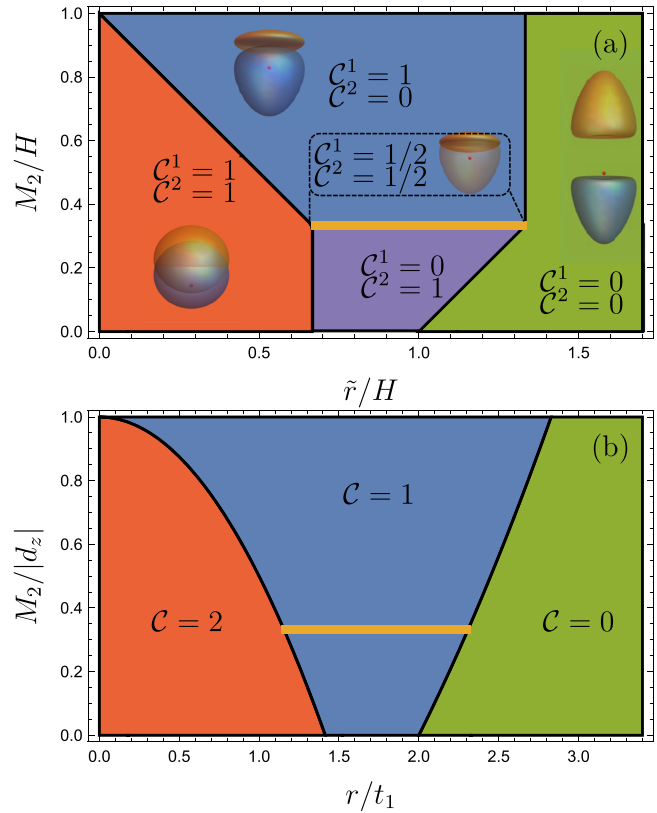 (a)
1.0
0.8
0.6
0.4
0.2
0.0
M₂/H
𝒞¹ = 1
𝒞² = 0
𝒞¹ = 1
𝒞² = 1
𝒞¹ = 1/2
𝒞² = 1/2
𝒞¹ = 0
𝒞² = 1
𝒞¹ = 0
𝒞² = 0
0.0 0.5 1.0 1.5
r̃/H
(b)
1.0
0.8
0.6
0.4
0.2
0.0
M₂/|d_z|
𝒞 = 1
𝒞 = 2
𝒞 = 0
0.0 0.5 1.0 1.5 2.0 2.5 3.0
r/t₁